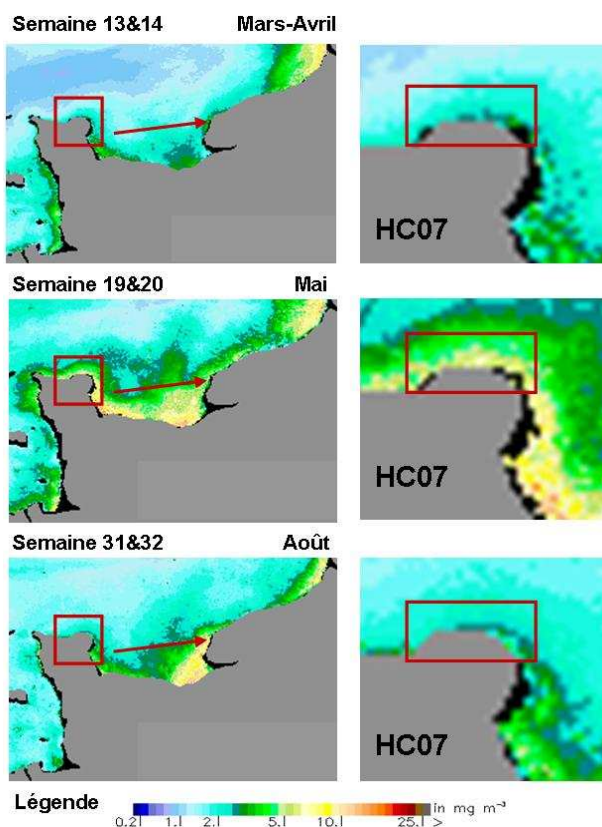 Semaine 13&14 Mars-Avril
HC07
Semaine 19&20 Mai
HC07
Semaine 31&32 Août
HC07
Légende in mg m⁻³
0.2 1.1 2.1 5.1 10.1 25.1 >